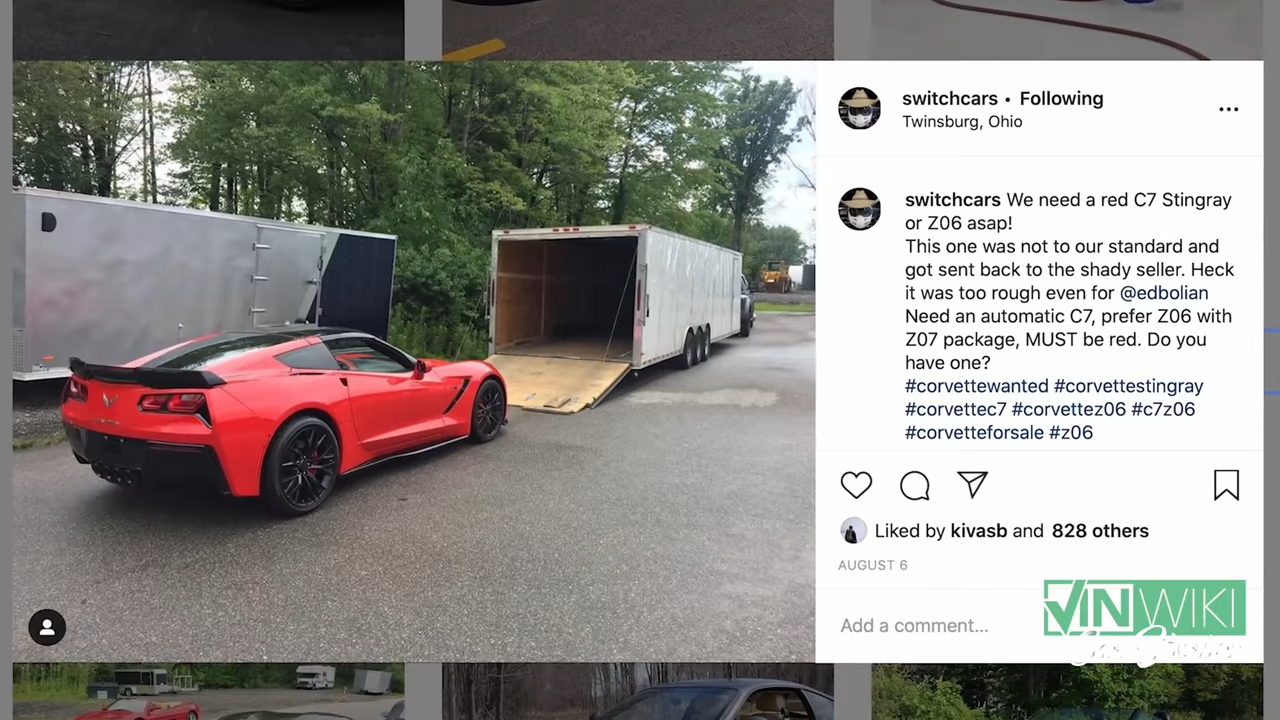 switchcars • Following
Twinsburg, Ohio
switchcars We need a red C7 Stingray
or Z06 asap!
This one was not to our standard and
got sent back to the shady seller. Heck
it was too rough even for @edbolian
Need an automatic C7, prefer Z06 with
Z07 package, MUST be red. Do you
have one?
#corvettewanted #corvettestingray
#corvettec7 #corvettez06 #c7z06
#corvetteforsale #z06
Liked by kivasb and 828 others
AUGUST 6
Add a comment...
VINWIKI
Car Stories